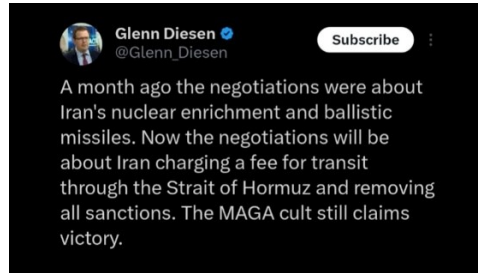 Glenn Diesen
@Glenn_Diesen
Subscribe
A month ago the negotiations were about
Iran's nuclear enrichment and ballistic
missiles. Now the negotiations will be
about Iran charging a fee for transit
through the Strait of Hormuz and removing
all sanctions. The MAGA cult still claims
victory.